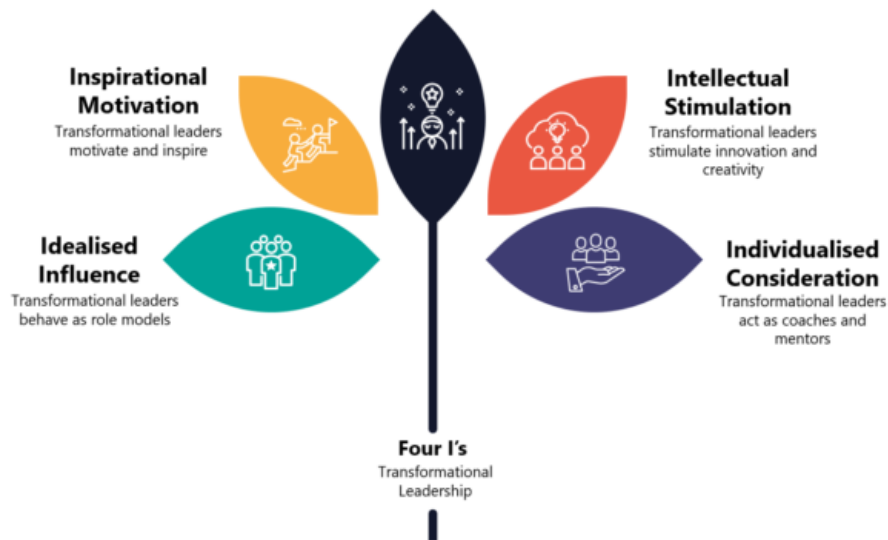 Inspirational
Motivation
Transformational leaders
motivate and inspire
Intellectual
Stimulation
Transformational leaders
stimulate innovation and
creativity
Idealised
Influence
Transformational leaders
behave as role models
Individualised
Consideration
Transformational leaders
act as coaches and
mentors
Four I's
Transformational
Leadership